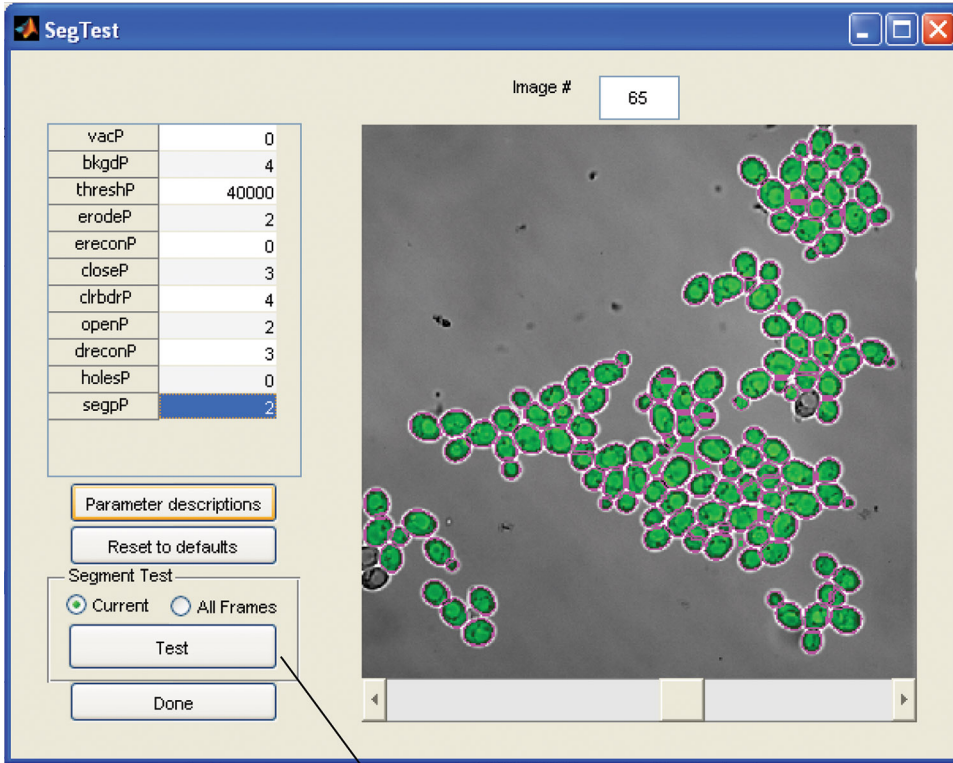 SegTest
Image # 65
vacP 0
bkgdP 4
threshP 40000
erodeP 2
ereconP 0
closeP 3
clrbdrP 4
openP 2
dreconP 3
holesP 0
segpP 2
Parameter descriptions
Reset to defaults
Segment Test
Current All Frames
Test
Done